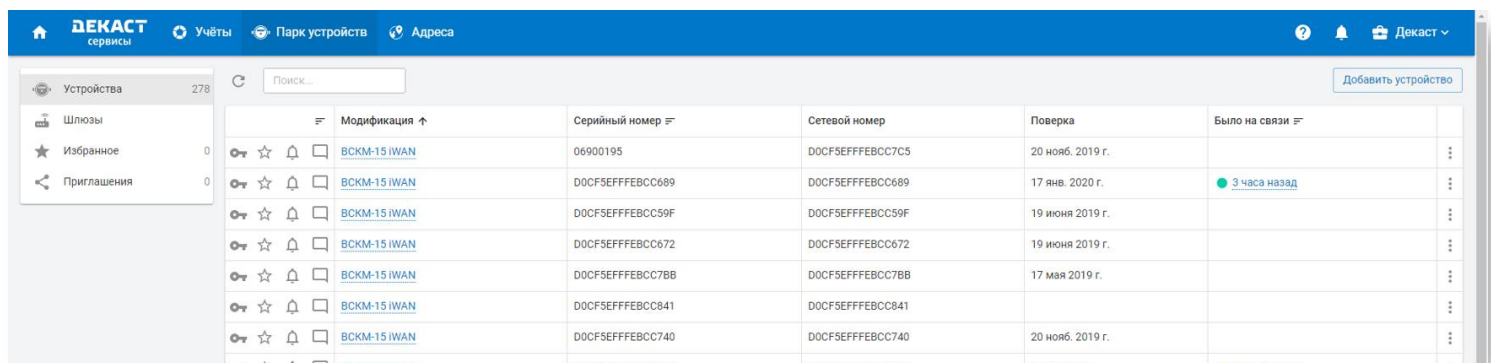 ДЕКАСТ
сервисы
Учёты
Парк устройств
Адреса
?
Декаст
Устройства 278
Шлюзы
Избранное 0
Приглашения 0
Поиск...
Добавить устройство
Модификация Серийный номер Сетевой номер Поверка Было на связи
ВСКМ-15 iWAN 06900195 D0CF5EFFFEBCC7C5 20 нояб. 2019 г.
ВСКМ-15 iWAN D0CF5EFFFEBCC689 D0CF5EFFFEBCC689 17 янв. 2020 г. 3 часа назад
ВСКМ-15 iWAN D0CF5EFFFEBCC59F D0CF5EFFFEBCC59F 19 июня 2019 г.
ВСКМ-15 iWAN D0CF5EFFFEBCC672 D0CF5EFFFEBCC672 19 июня 2019 г.
ВСКМ-15 iWAN D0CF5EFFFEBCC7BB D0CF5EFFFEBCC7BB 17 мая 2019 г.
ВСКМ-15 iWAN D0CF5EFFFEBCC841 D0CF5EFFFEBCC841
ВСКМ-15 iWAN D0CF5EFFFEBCC740 D0CF5EFFFEBCC740 20 нояб. 2019 г.